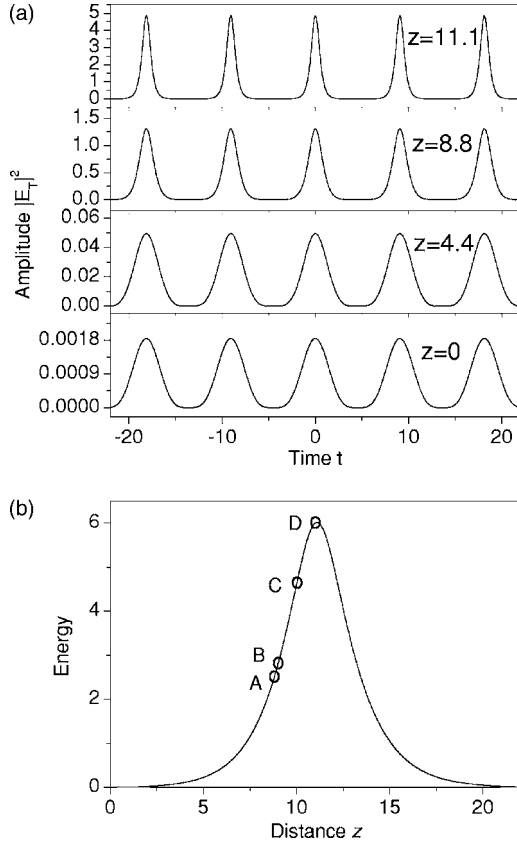 (a)
5
4
3
2
1
0
z=11.1
1.5
1.0
0.5
0.0
z=8.8
0.06
0.04
0.02
0.00
z=4.4
0.0018
0.0009
0.0000
z=0
Amplitude |E_T|^2
-20 -10 0 10 20
Time t
(b)
6
4
2
0
D
C
B
A
Energy
0 5 10 15 20
Distance z